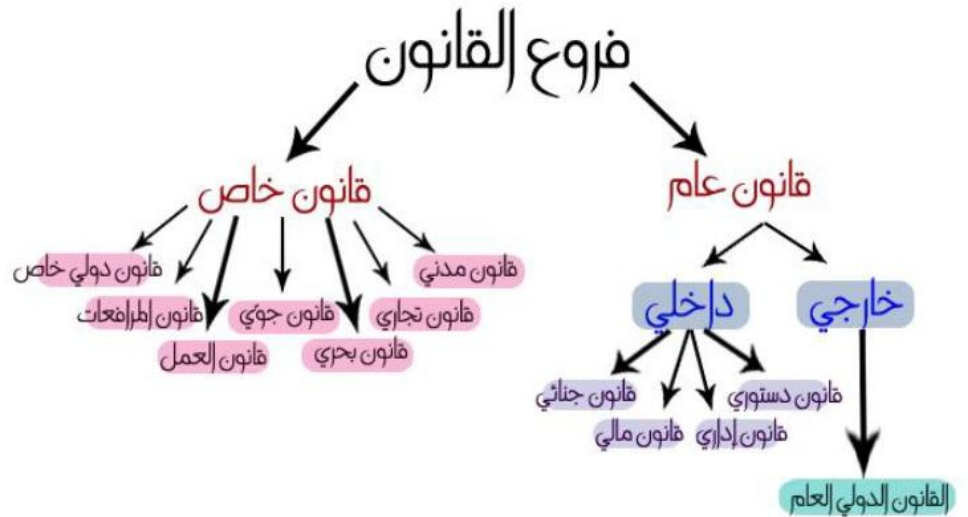 فروع القانون
قانون عام
قانون خاص
خارجي
داخلي
القانون الدولي العام
قانون دستوري
قانون إداري
قانون مالي
قانون جنائي
قانون مدني
قانون تجاري
قانون بحري
قانون جوي
قانون العمل
قانون المرافعات
قانون دولي خاص